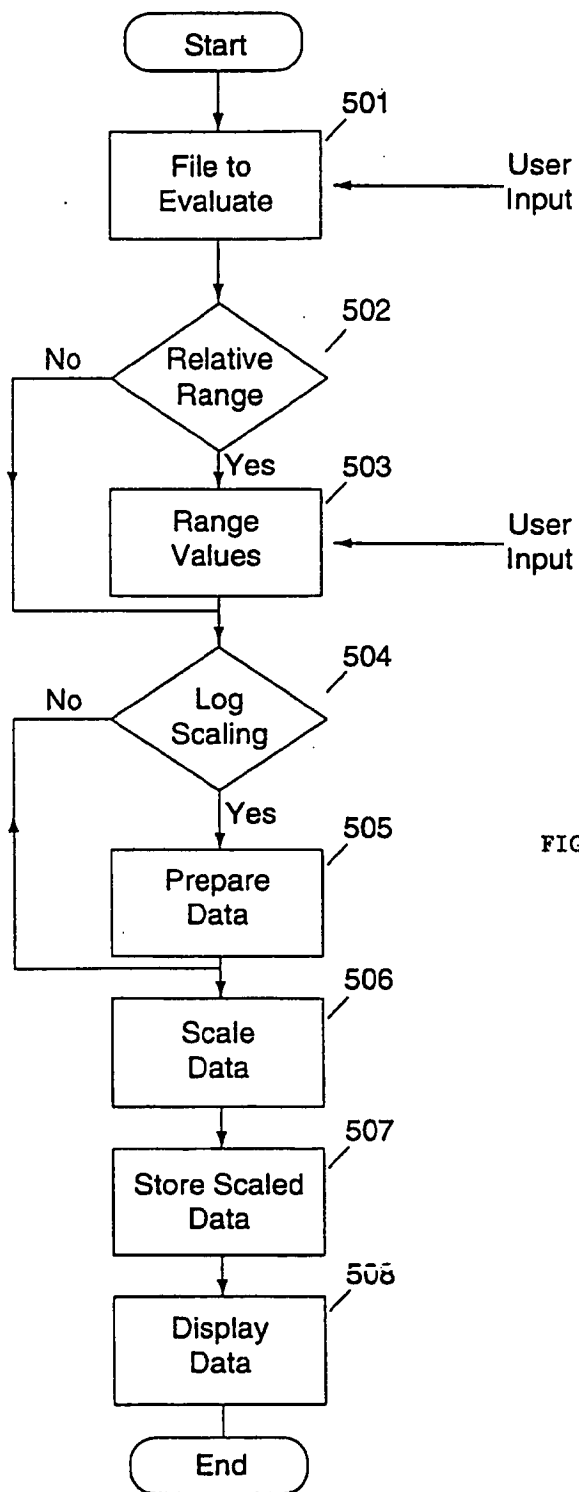 Start
501
File to
Evaluate
User
Input
502
No
Relative
Range
Yes
503
Range
Values
User
Input
504
No
Log
Scaling
Yes
505
Prepare
Data
FIG
506
Scale
Data
507
Store Scaled
Data
508
Display
Data
End